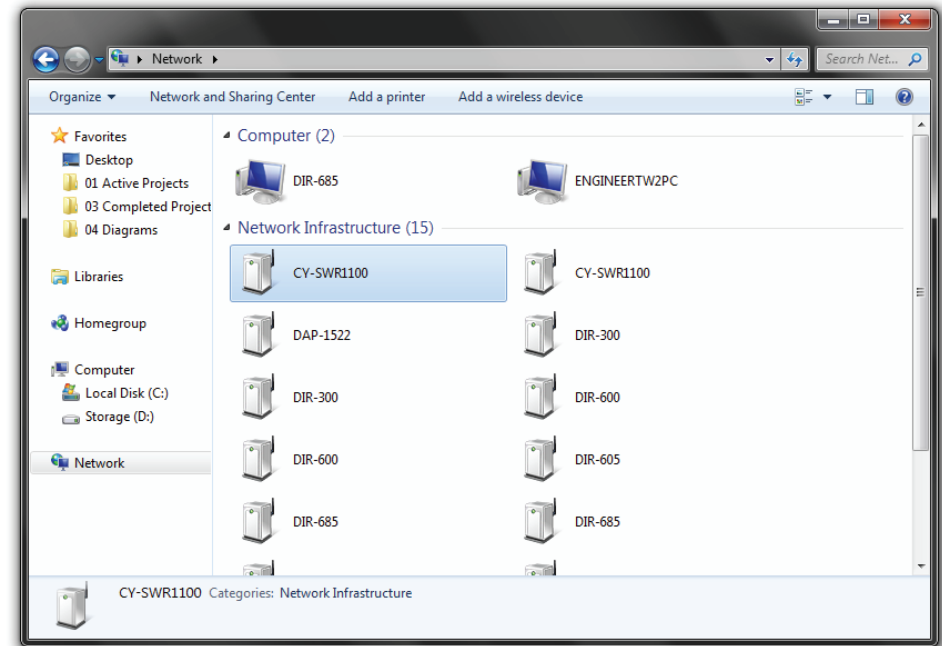 Network
Search Net...
Organize Network and Sharing Center Add a printer Add a wireless device
Favorites
Desktop
01 Active Projects
03 Completed Project
04 Diagrams
Libraries
Homegroup
Computer
Local Disk (C:)
Storage (D:)
Network
Computer (2)
DIR-685 ENGINEERTW2PC
Network Infrastructure (15)
CY-SWR1100 CY-SWR1100
DAP-1522 DIR-300
DIR-300 DIR-600
DIR-600 DIR-605
DIR-685 DIR-685
CY-SWR1100 Categories: Network Infrastructure